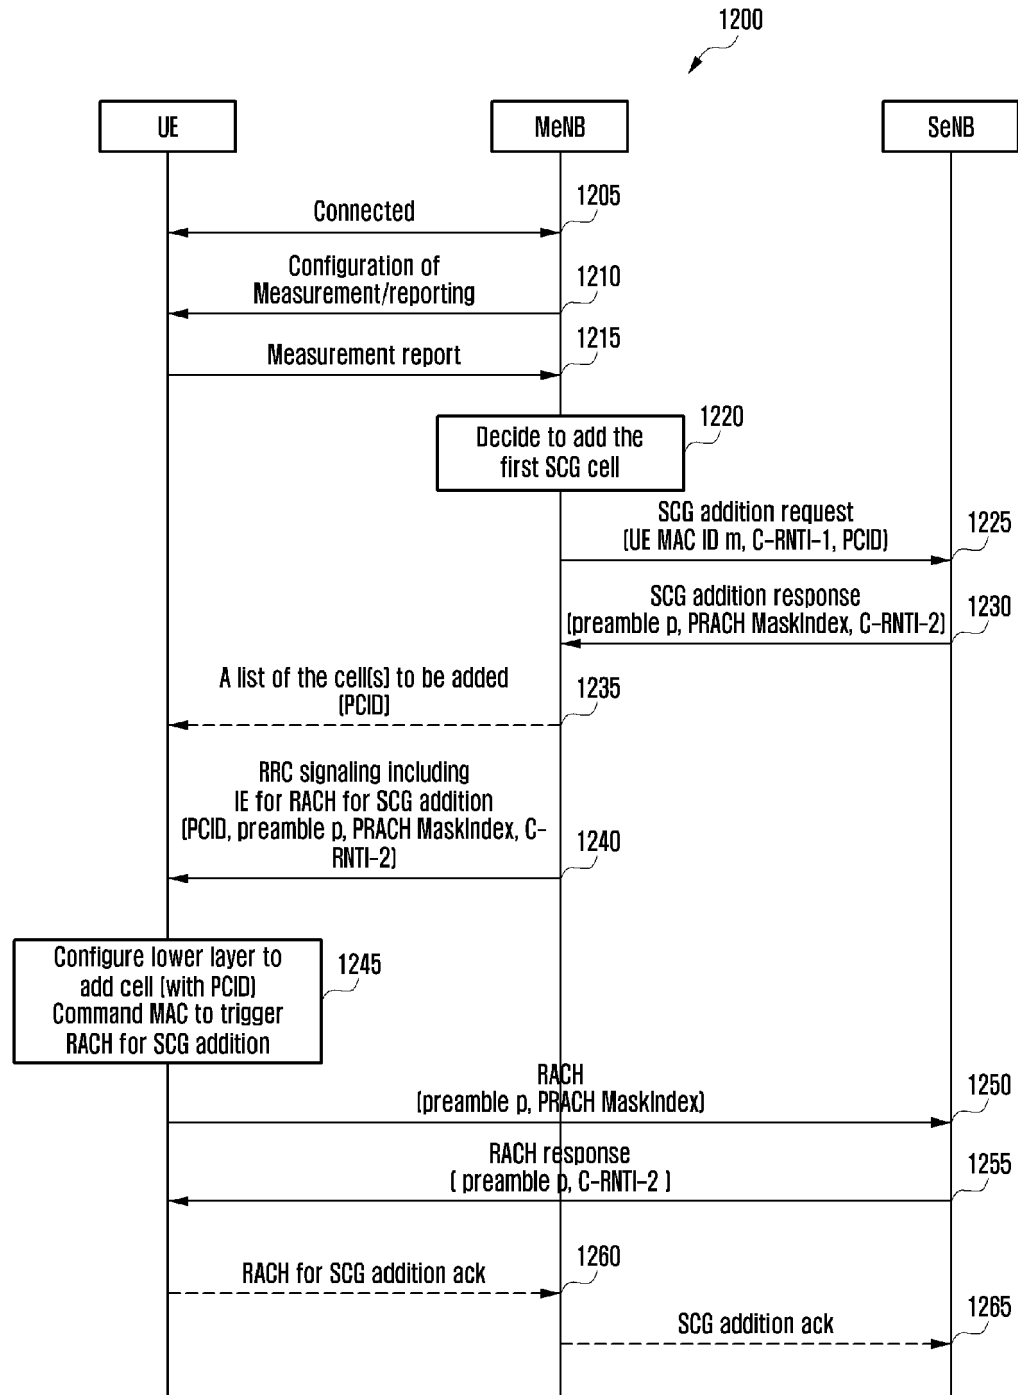 1200
UE
MeNB
SeNB
1205
Connected
Configuration of
Measurement/reporting
1210
1215
Measurement report
1220
Decide to add the
first SCG cell
SCG addition request
(UE MAC ID m, C-RNTI-1, PCID)
1225
SCG addition response
(preamble p, PRACH MaskIndex, C-RNTI-2)
1230
A list of the cell(s) to be added
(PCID)
1235
RRC signaling including
IE for RACH for SCG addition
(PCID, preamble p, PRACH MaskIndex, C-
RNTI-2)
1240
Configure lower layer to
add cell (with PCID)
Command MAC to trigger
RACH for SCG addition
1245
RACH
(preamble p, PRACH MaskIndex)
1250
RACH response
( preamble p, C-RNTI-2 )
1255
RACH for SCG addition ack
1260
SCG addition ack
1265